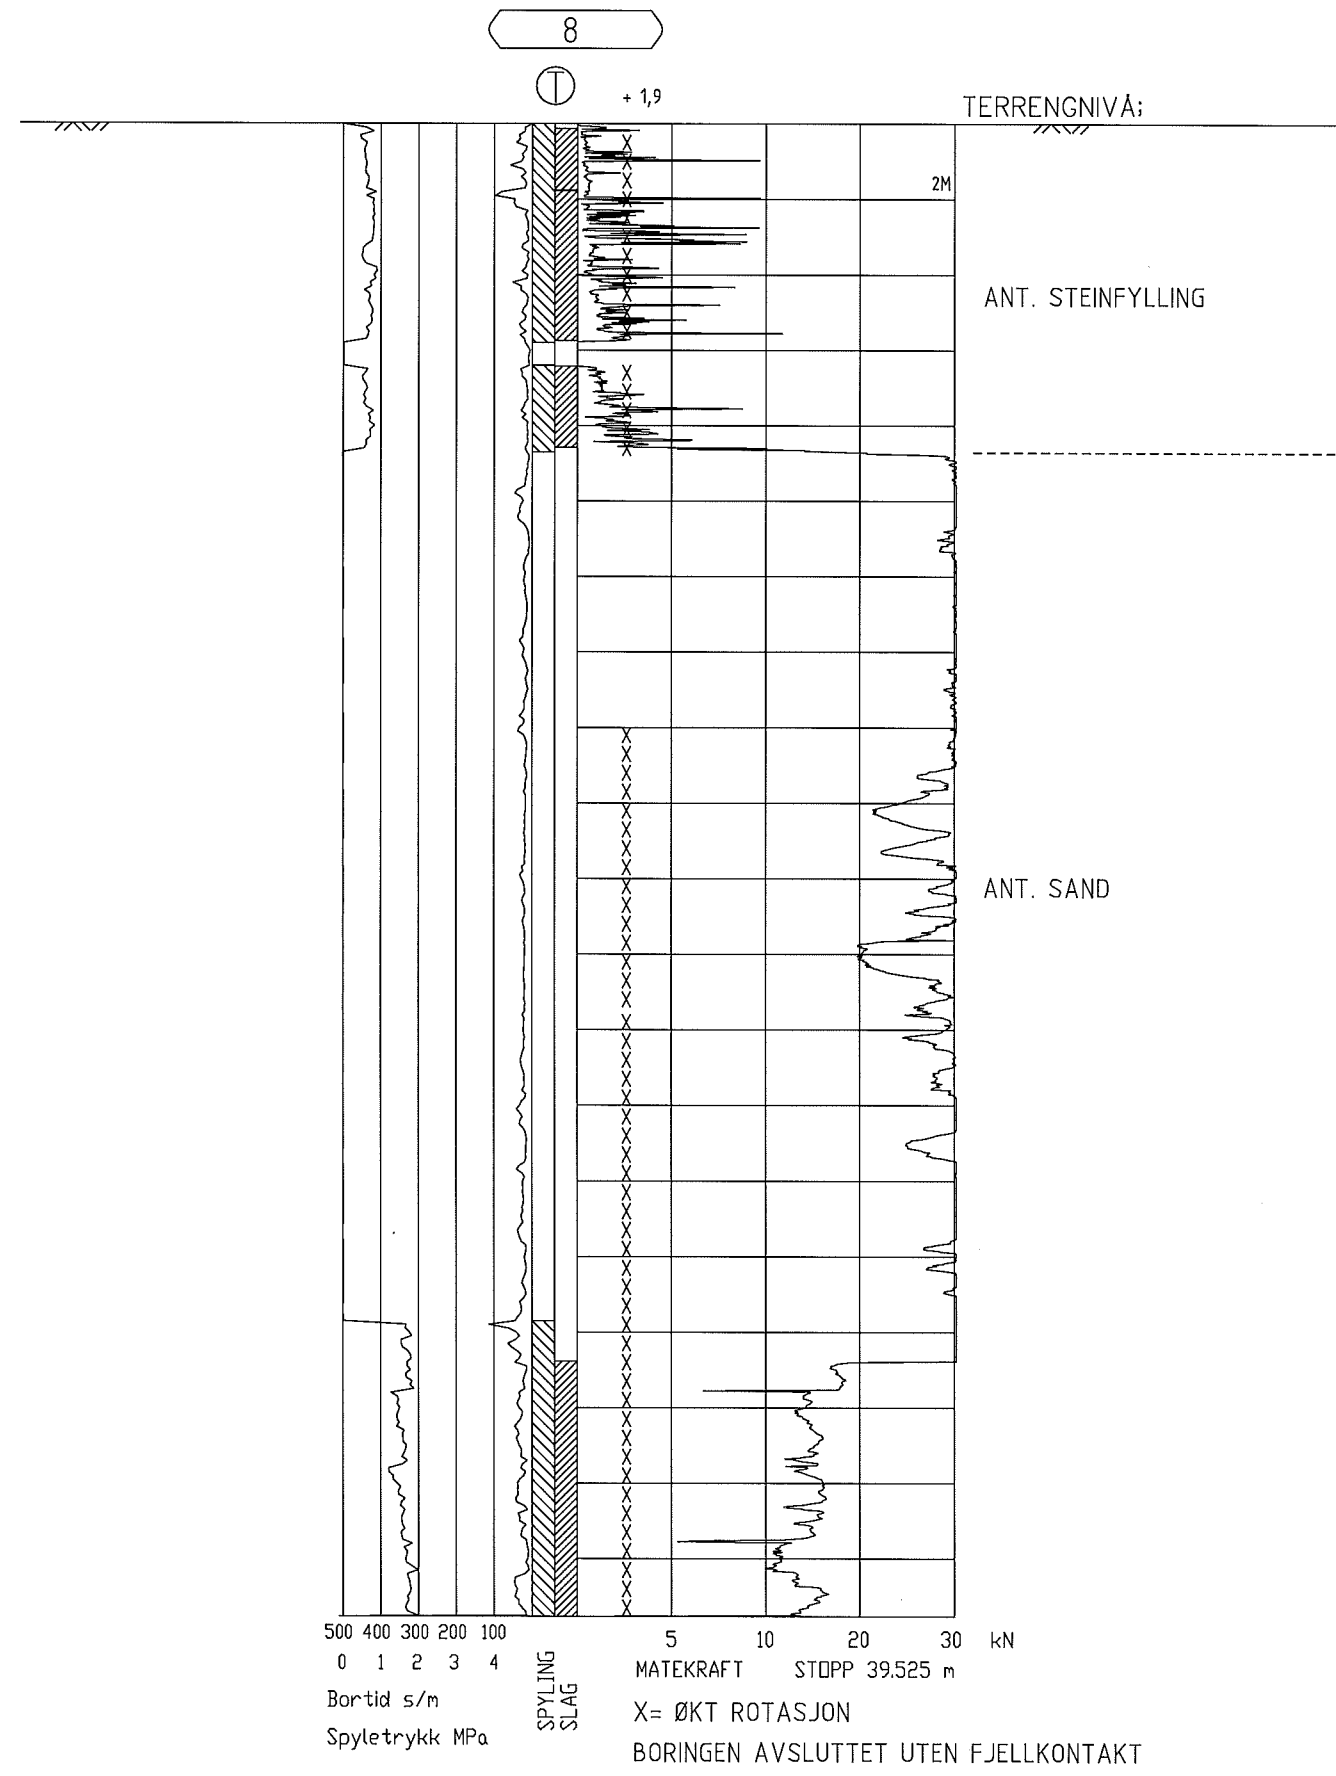 8
T
+ 1,9
TERRENGNIVÅ;
2M
ANT. STEINFYLLING
ANT. SAND
500 400 300 200 100
0 1 2 3 4
Bortid s/m
Spyletrykk MPa
SPYLING
SLAG
5 10 20 30 kN
MATEKRAFT STOPP 39.525 m
X= ØKT ROTASJON
BORINGEN AVSLUTTET UTEN FJELLKONTAKT